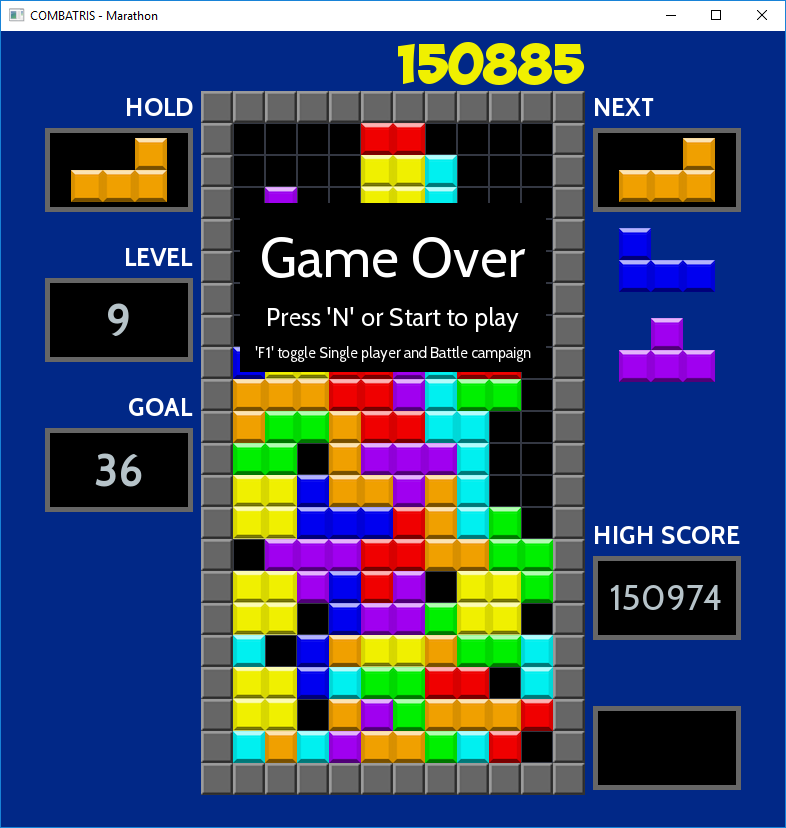 COMBATRIS - Marathon
150885
HOLD
NEXT
LEVEL
9
GOAL
36
Game Over
Press 'N' or Start to play
'F1' toggle Single player and Battle campaign
HIGH SCORE
150974